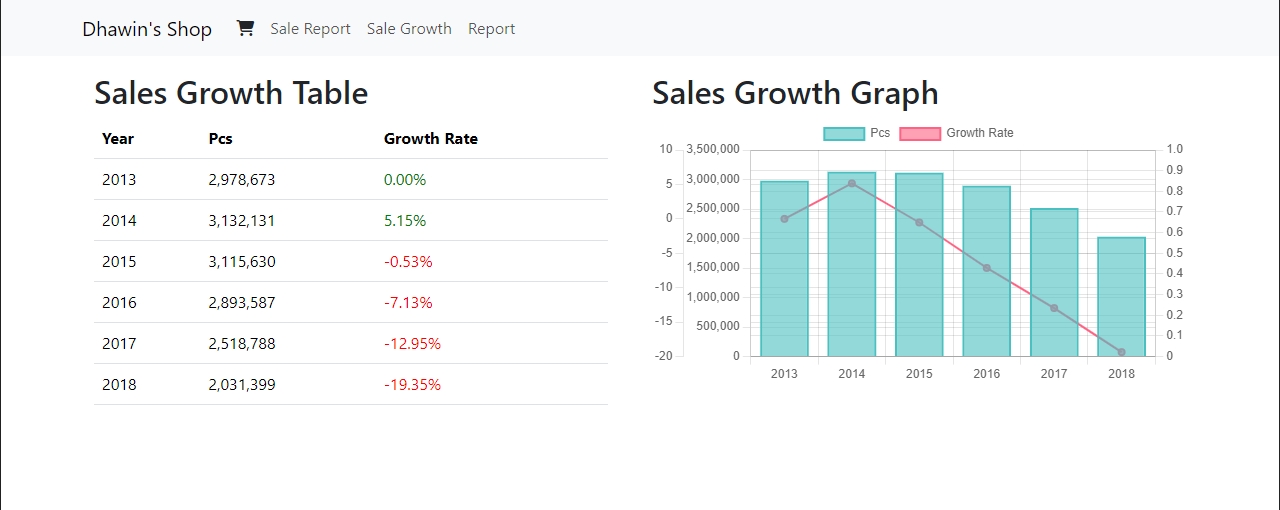 Dhawin's Shop Sale Report Sale Growth Report
Sales Growth Table
Year Pcs Growth Rate
2013 2,978,673 0.00%
2014 3,132,131 5.15%
2015 3,115,630 -0.53%
2016 2,893,587 -7.13%
2017 2,518,788 -12.95%
2018 2,031,399 -19.35%
Sales Growth Graph
Pcs Growth Rate
10 3,500,000 1.0
0.9
5 3,000,000 0.8
2,500,000 0.7
0 0.6
-5 2,000,000 0.5
1,500,000 0.4
-10 0.3
1,000,000
-15 0.2
500,000 0.1
-20 0 0
2013 2014 2015 2016 2017 2018